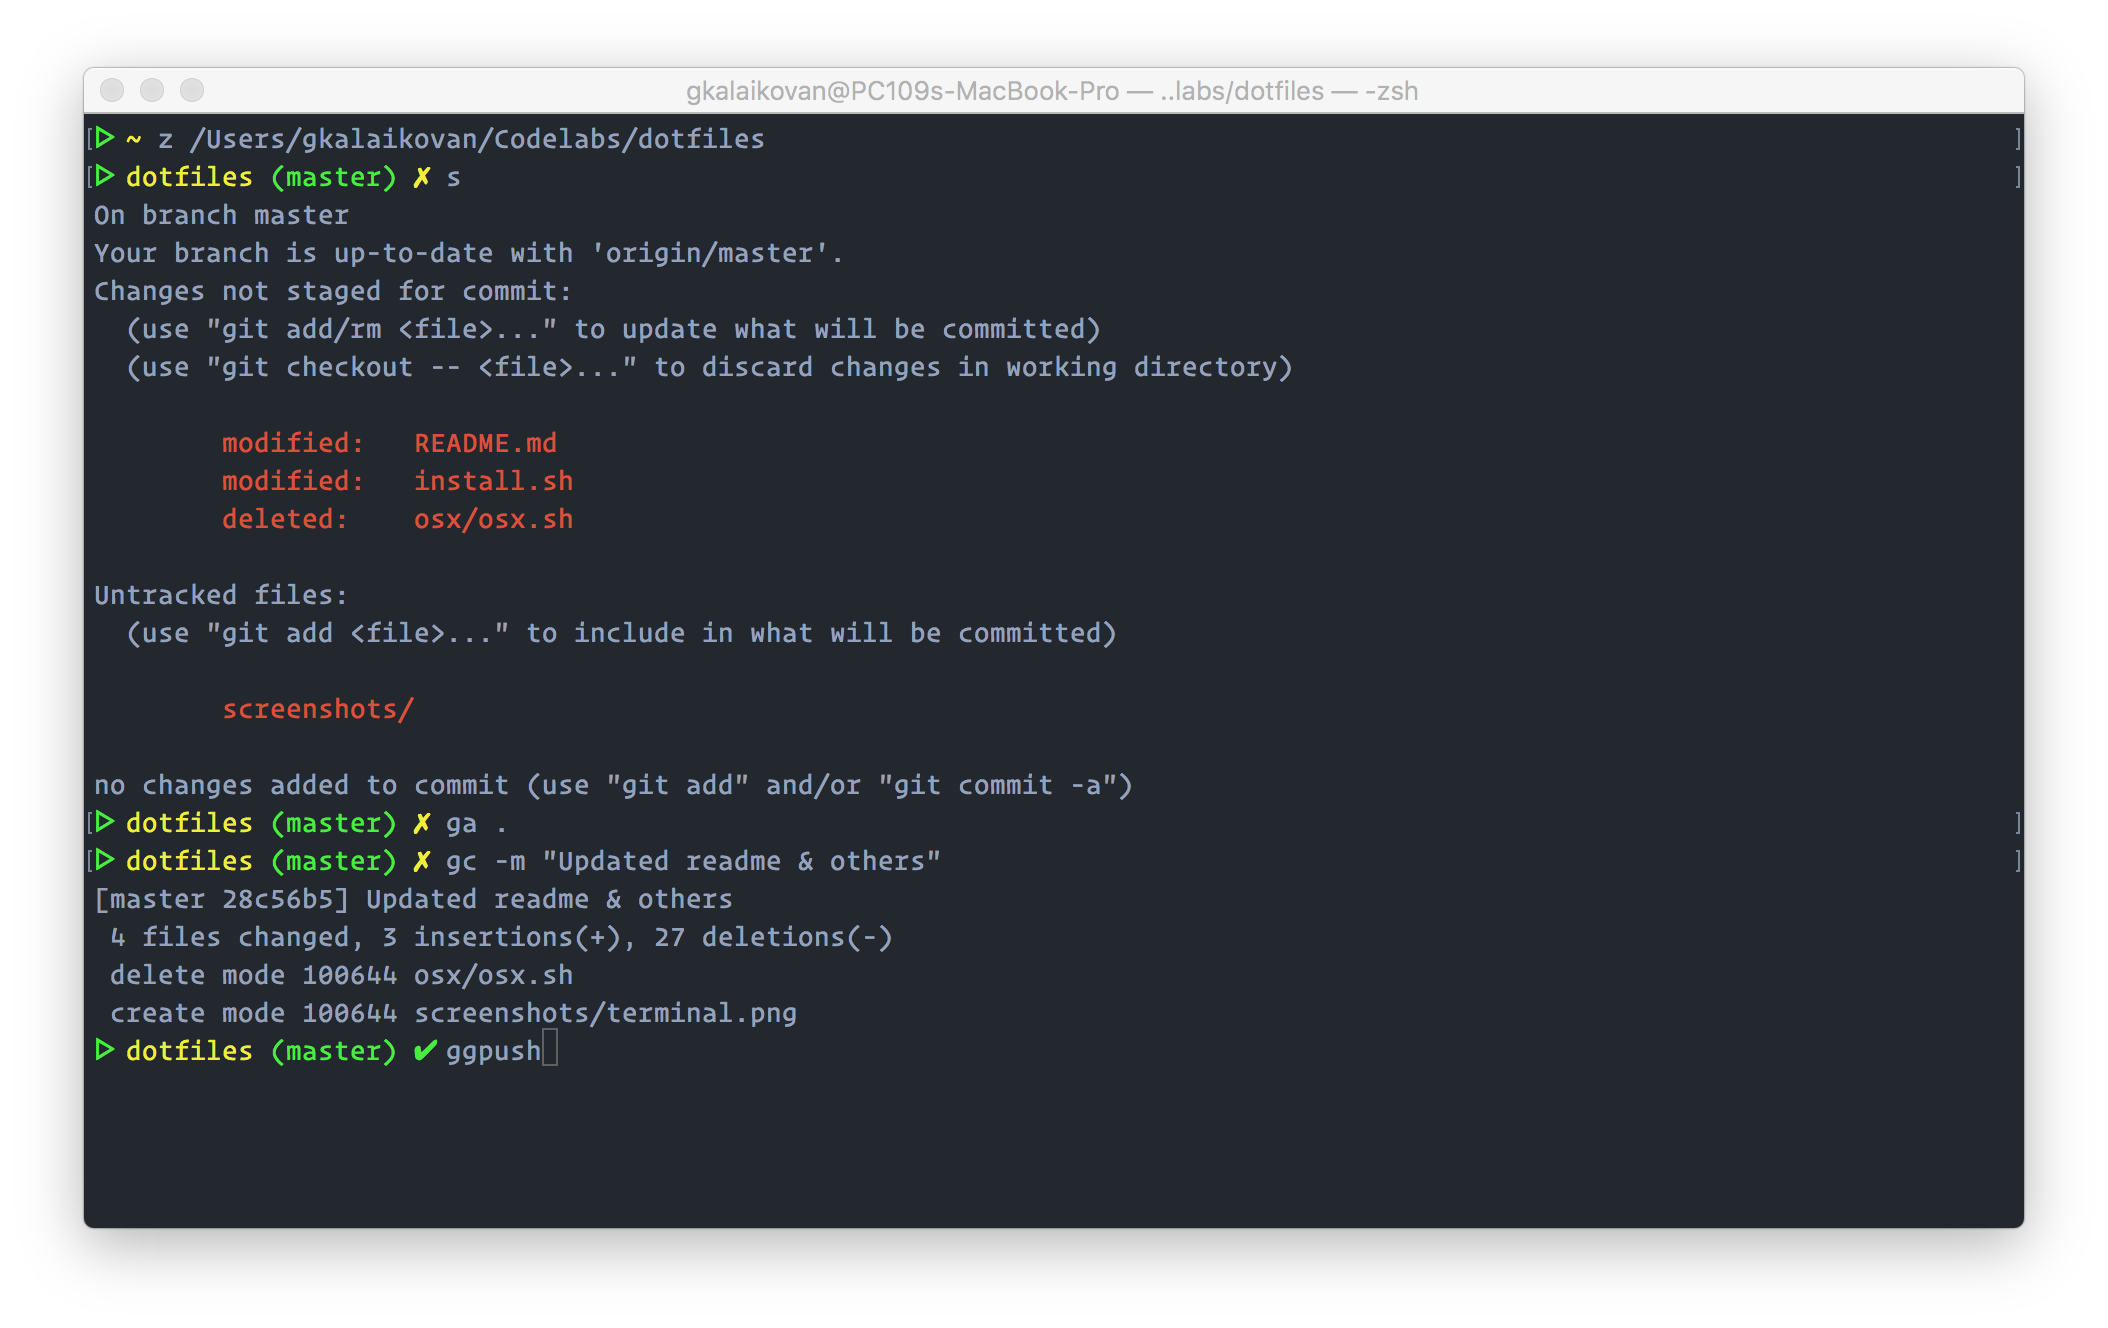 gkalaikovan@PC109s-MacBook-Pro — ..labs/dotfiles — -zsh
[▷ ~ z /Users/gkalaikovan/Codelabs/dotfiles ]
[▷ dotfiles (master) ✗ s ]
On branch master
Your branch is up-to-date with 'origin/master'.
Changes not staged for commit:
  (use "git add/rm <file>..." to update what will be committed)
  (use "git checkout -- <file>..." to discard changes in working directory)
        modified:   README.md
        modified:   install.sh
        deleted:    osx/osx.sh
Untracked files:
  (use "git add <file>..." to include in what will be committed)
        screenshots/
no changes added to commit (use "git add" and/or "git commit -a")
[▷ dotfiles (master) ✗ ga . ]
[▷ dotfiles (master) ✗ gc -m "Updated readme & others" ]
[master 28c56b5] Updated readme & others
 4 files changed, 3 insertions(+), 27 deletions(-)
 delete mode 100644 osx/osx.sh
 create mode 100644 screenshots/terminal.png
▷ dotfiles (master) ✔ ggpush